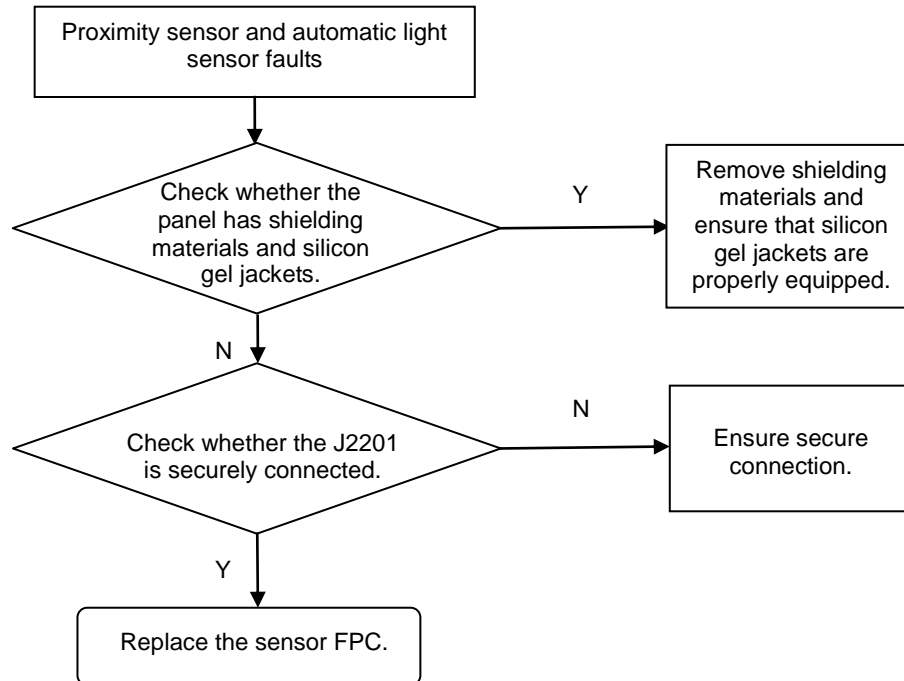 Proximity sensor and automatic light
sensor faults
Check whether the
panel has shielding
materials and silicon
gel jackets.
Y
Remove shielding
materials and
ensure that silicon
gel jackets are
properly equipped.
N
Check whether the J2201
is securely connected.
N
Ensure secure
connection.
Y
Replace the sensor FPC.